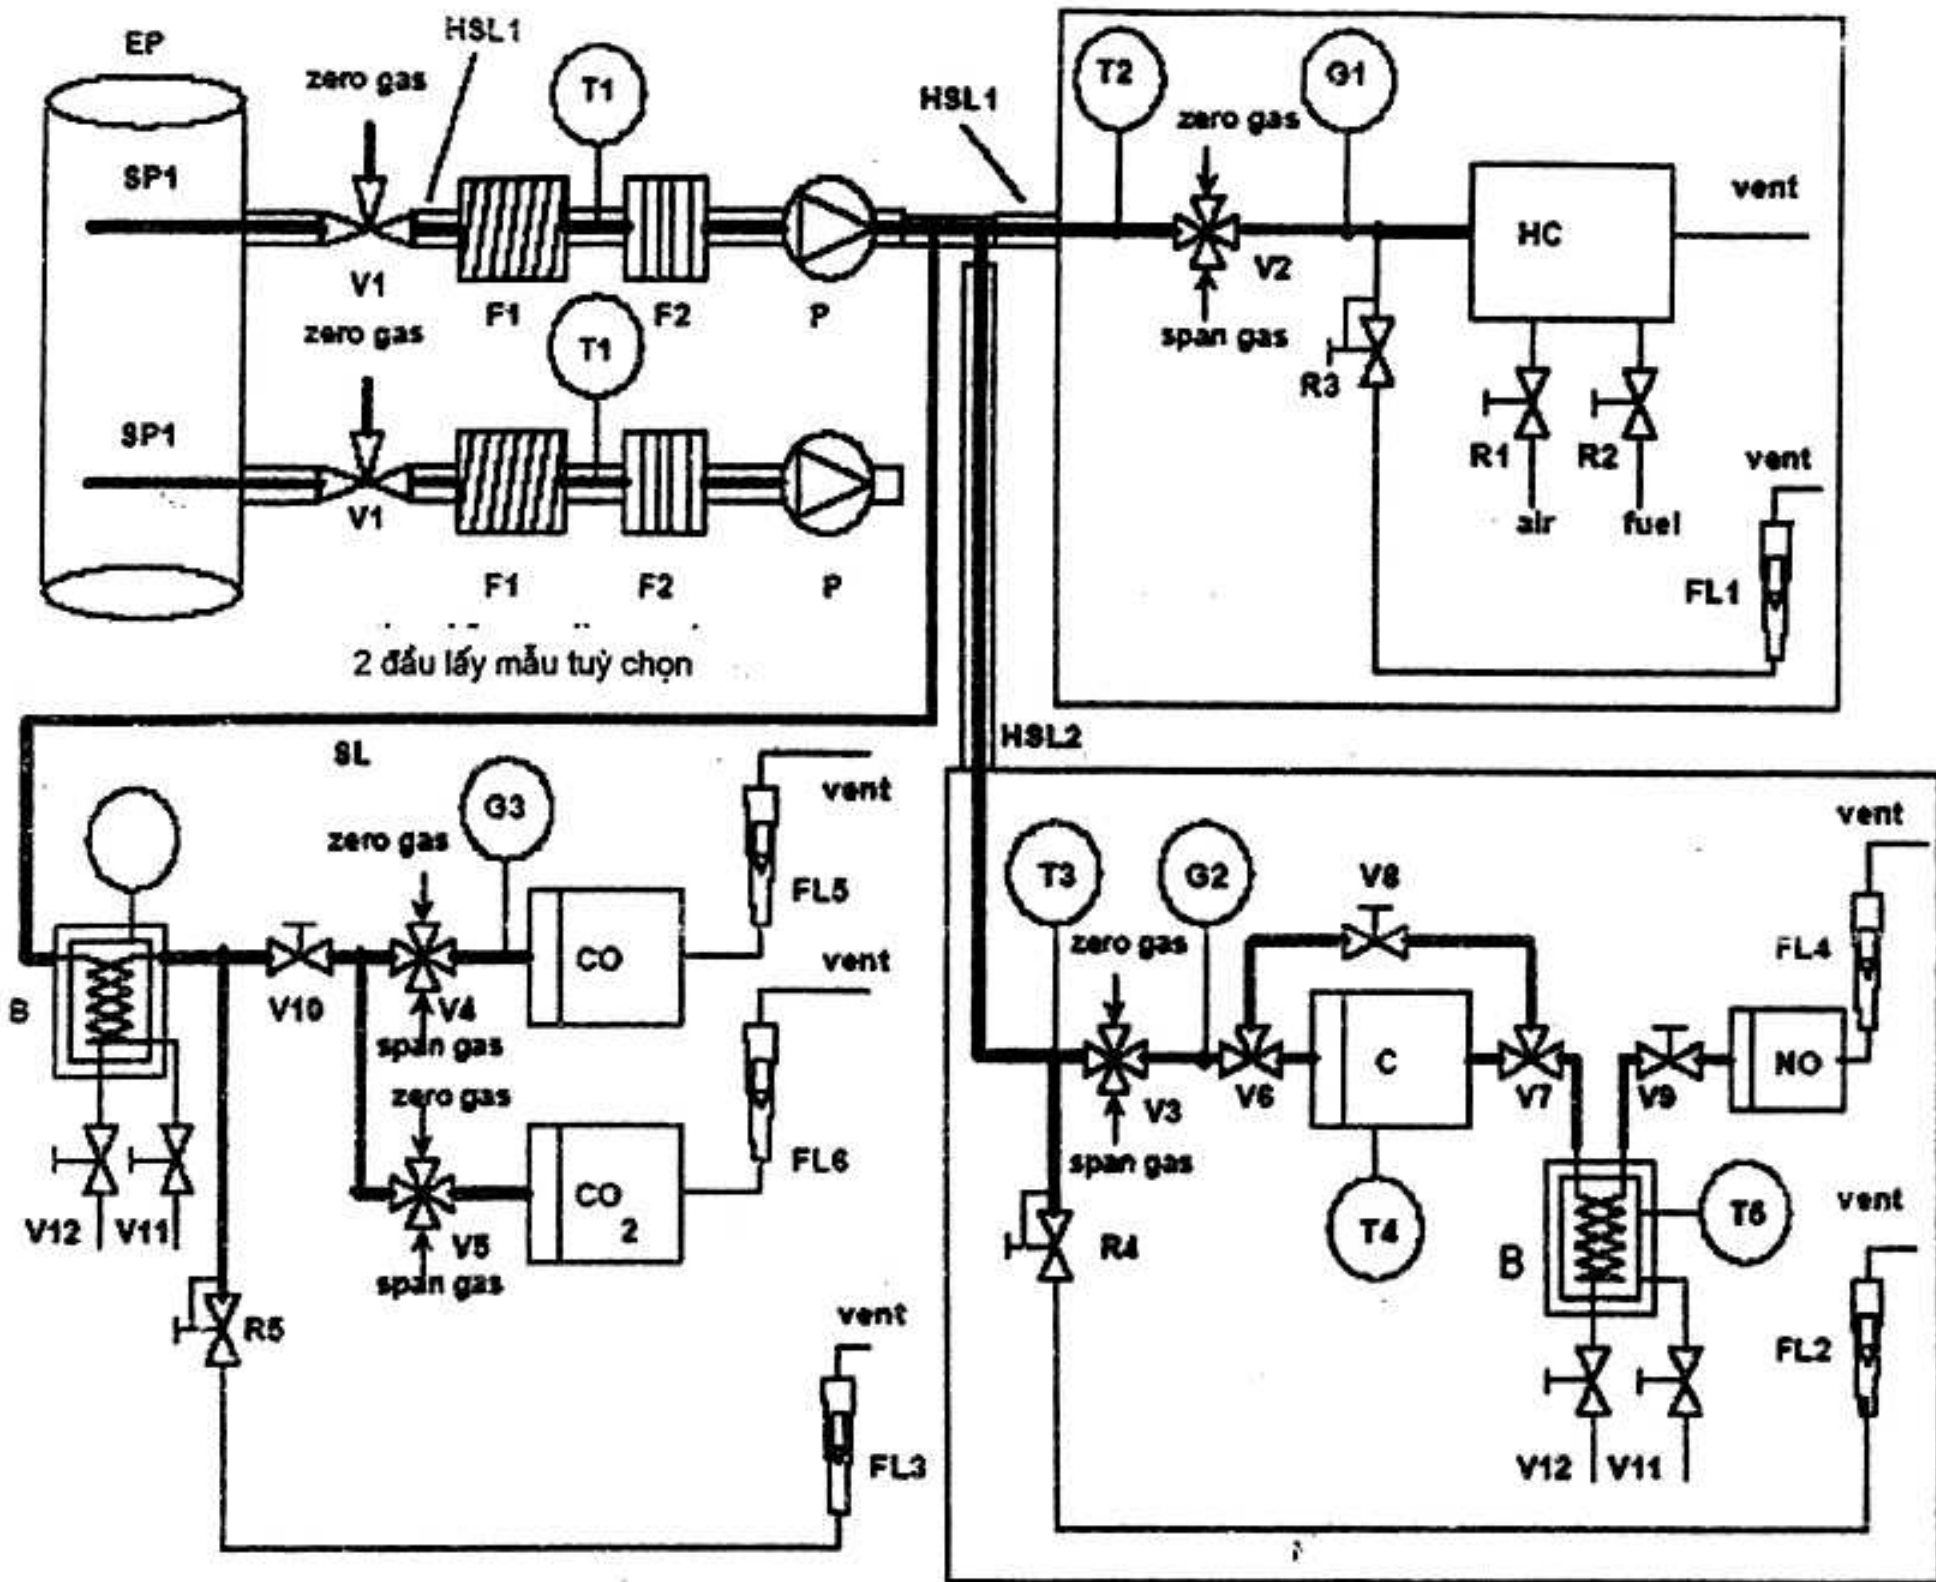 EP
HSL1
zero gas
T1
SP1
V1
F1
F2
P
zero gas
T1
SP1
V1
F1
F2
P
2 đầu lấy mẫu tuỳ chọn
HSL1
T2
zero gas
G1
V2
span gas
HC
vent
R3
R1
R2
air
fuel
vent
FL1
SL
HSL2
G3
zero gas
vent
FL5
CO
V10
V4
span gas
B
vent
zero gas
CO
2
FL6
V5
span gas
V12
V11
R5
vent
FL3
T3
G2
V8
vent
FL4
zero gas
C
NO
V3
V6
V7
V9
span gas
R4
T4
T5
B
vent
FL2
V12
V11